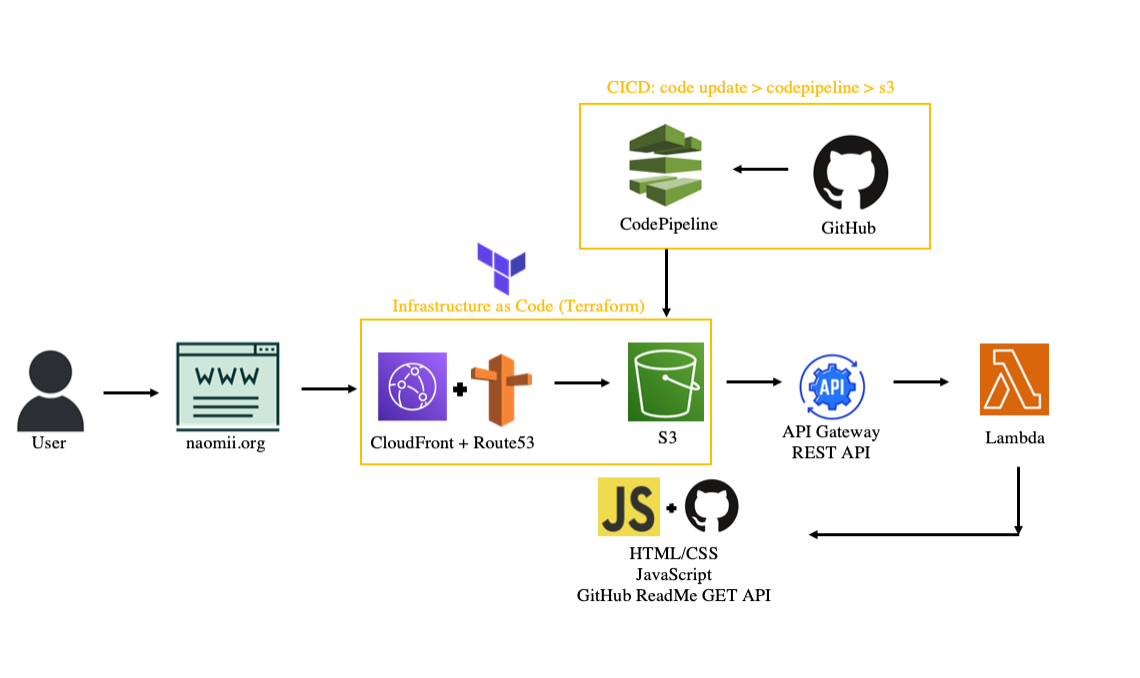 CICD: code update > codepipeline > s3
CodePipeline
GitHub
Infrastructure as Code (Terraform)
WWW
API
User
naomii.org
CloudFront + Route53
S3
API Gateway
REST API
Lambda
JS
HTML/CSS
JavaScript
GitHub ReadMe GET API